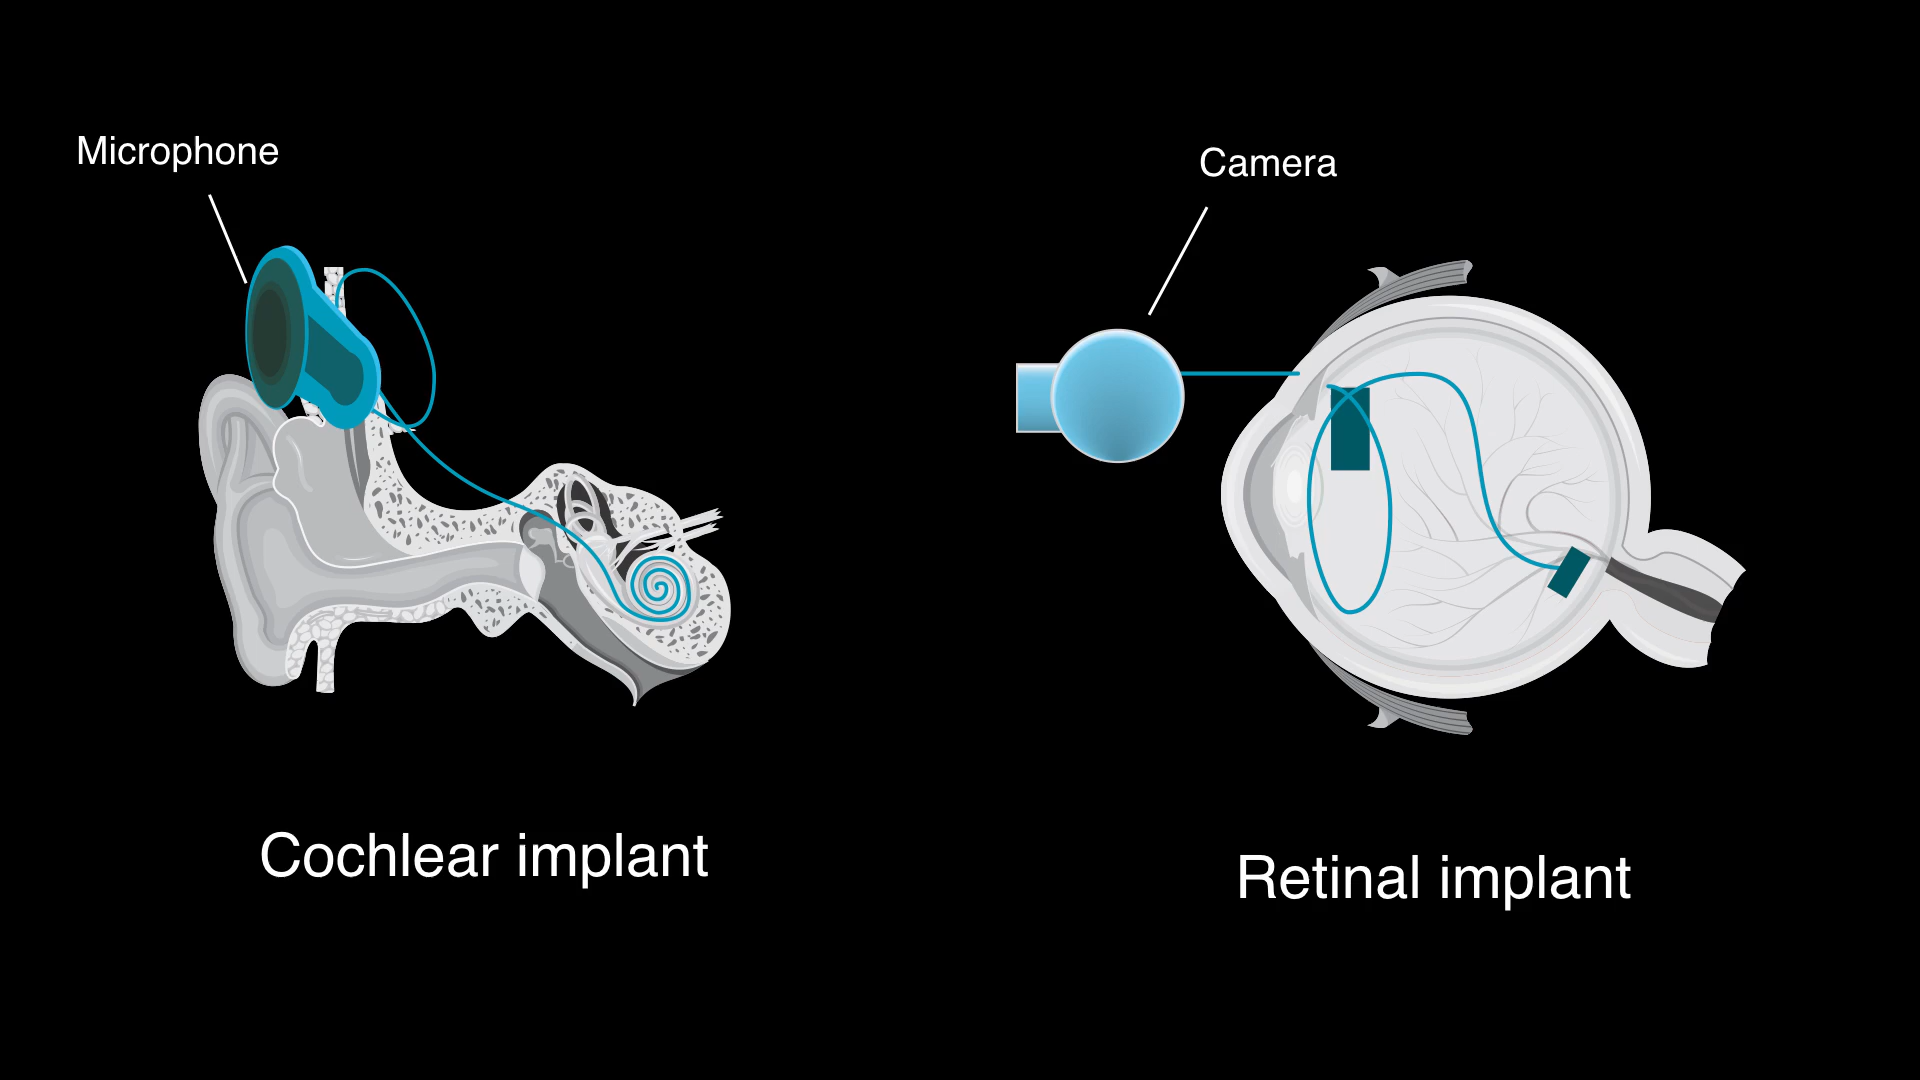 Microphone
Camera
Cochlear implant
Retinal implant